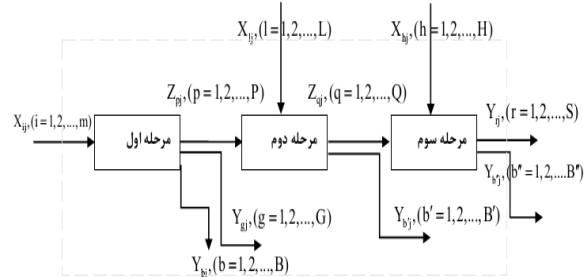 X_lj,(l=1,2,...,L)
X_hj,(h=1,2,...,H)
Z_pj,(p=1,2,...,P)
Z_qj,(q=1,2,...,Q)
X_ij,(i=1,2,...,m)
Y_rj,(r=1,2,...,S)
مرحله اول
مرحله دوم
مرحله سوم
Y_b"j,(b"=1,2,....B")
Y_gj,(g=1,2,...,G)
Y_b'j,(b'=1,2,...,B')
Y_bj,(b=1,2,...,B)